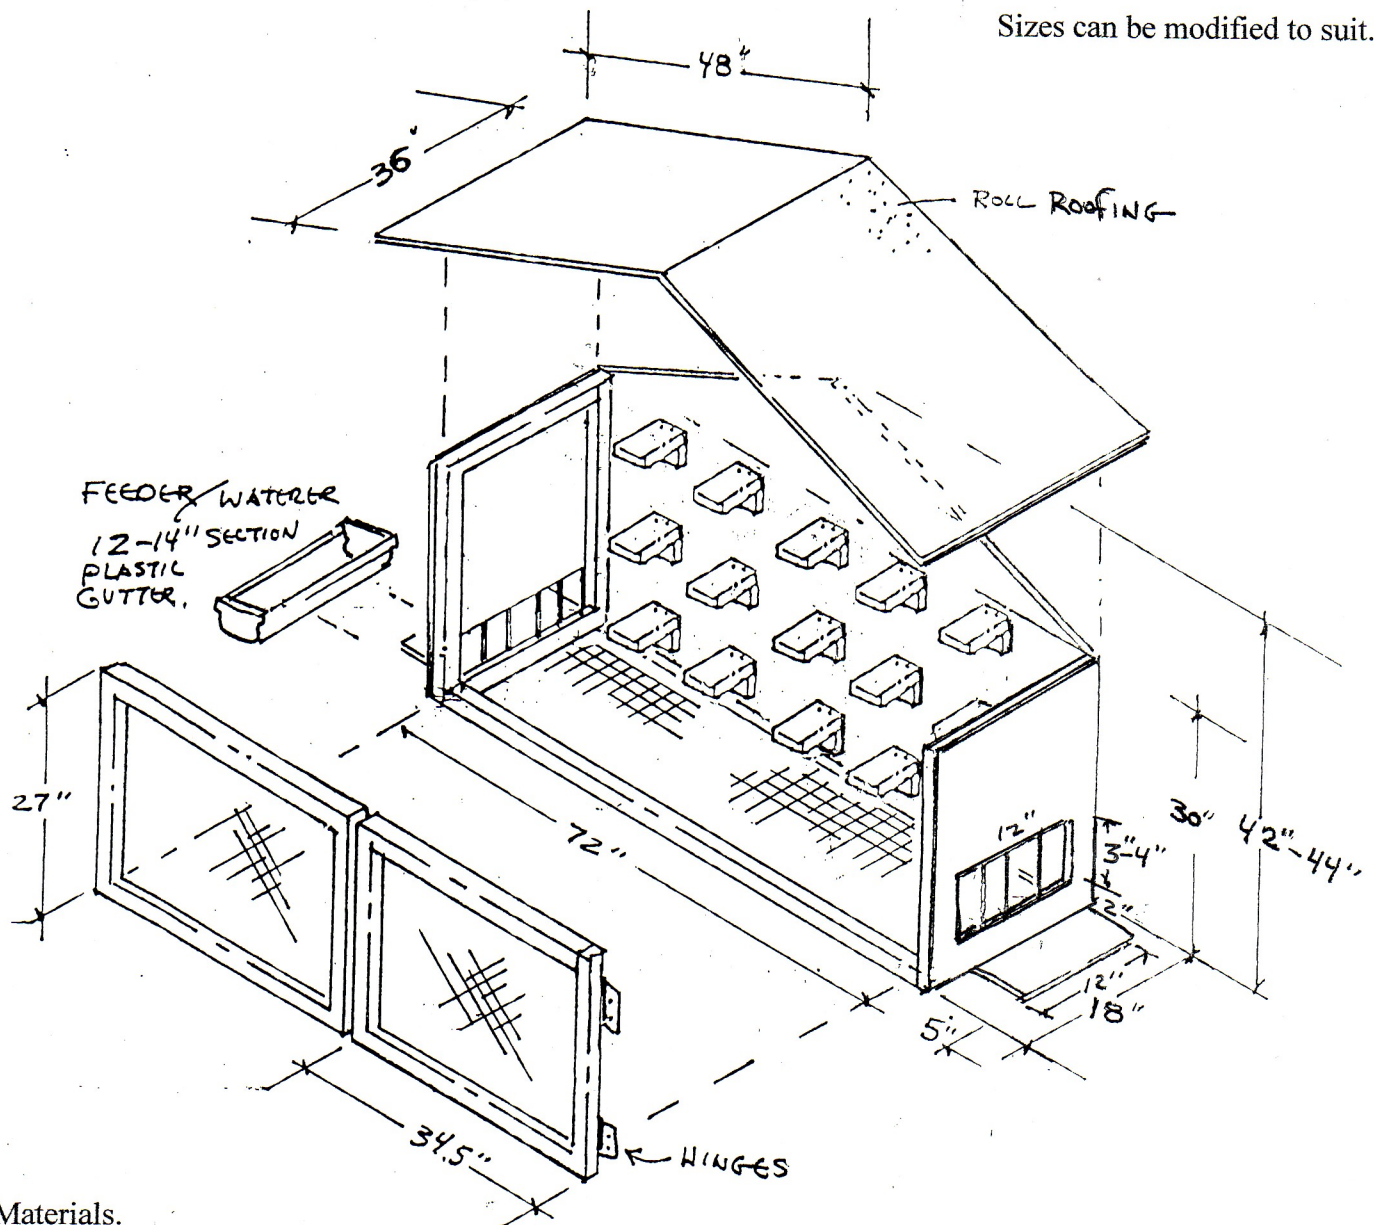 Sizes can be modified to suit.
48"
36"
ROLL ROOFING
FEEDER/WATERER
12-14" SECTION
PLASTIC
GUTTER.
27"
72"
12"
3-4"
2"
30"
42"-44"
12"
18"
5"
34.5"
HINGES
Materials.